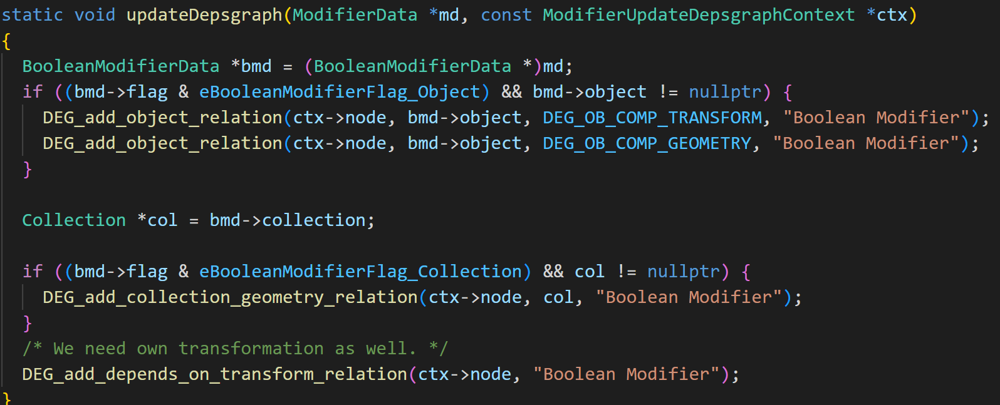 static void updateDepsgraph(ModifierData *md, const ModifierUpdateDepsgraphContext *ctx)
{
  BooleanModifierData *bmd = (BooleanModifierData *)md;
  if ((bmd->flag & eBooleanModifierFlag_Object) && bmd->object != nullptr) {
    DEG_add_object_relation(ctx->node, bmd->object, DEG_OB_COMP_TRANSFORM, "Boolean Modifier");
    DEG_add_object_relation(ctx->node, bmd->object, DEG_OB_COMP_GEOMETRY, "Boolean Modifier");
  }

  Collection *col = bmd->collection;

  if ((bmd->flag & eBooleanModifierFlag_Collection) && col != nullptr) {
    DEG_add_collection_geometry_relation(ctx->node, col, "Boolean Modifier");
  }
  /* We need own transformation as well. */
  DEG_add_depends_on_transform_relation(ctx->node, "Boolean Modifier");
}